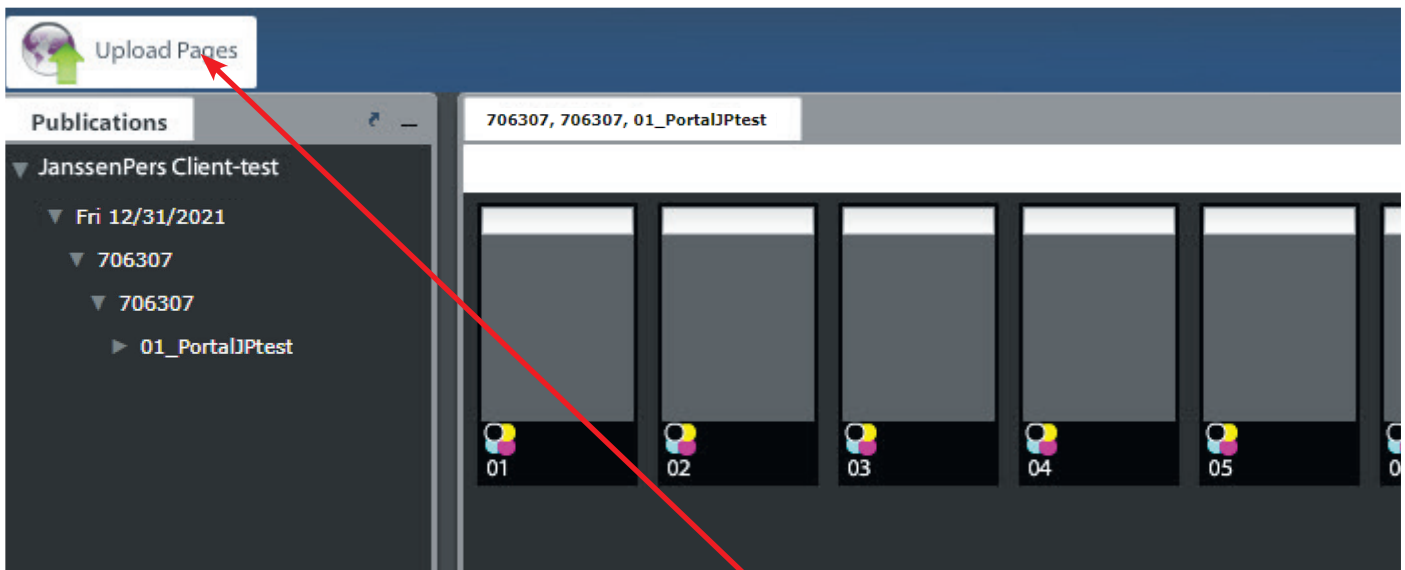 Upload Pages
Publications
706307, 706307, 01_PortalJPtest
JanssenPers Client-test
Fri 12/31/2021
706307
706307
01_PortalJPtest
01 02 03 04 05